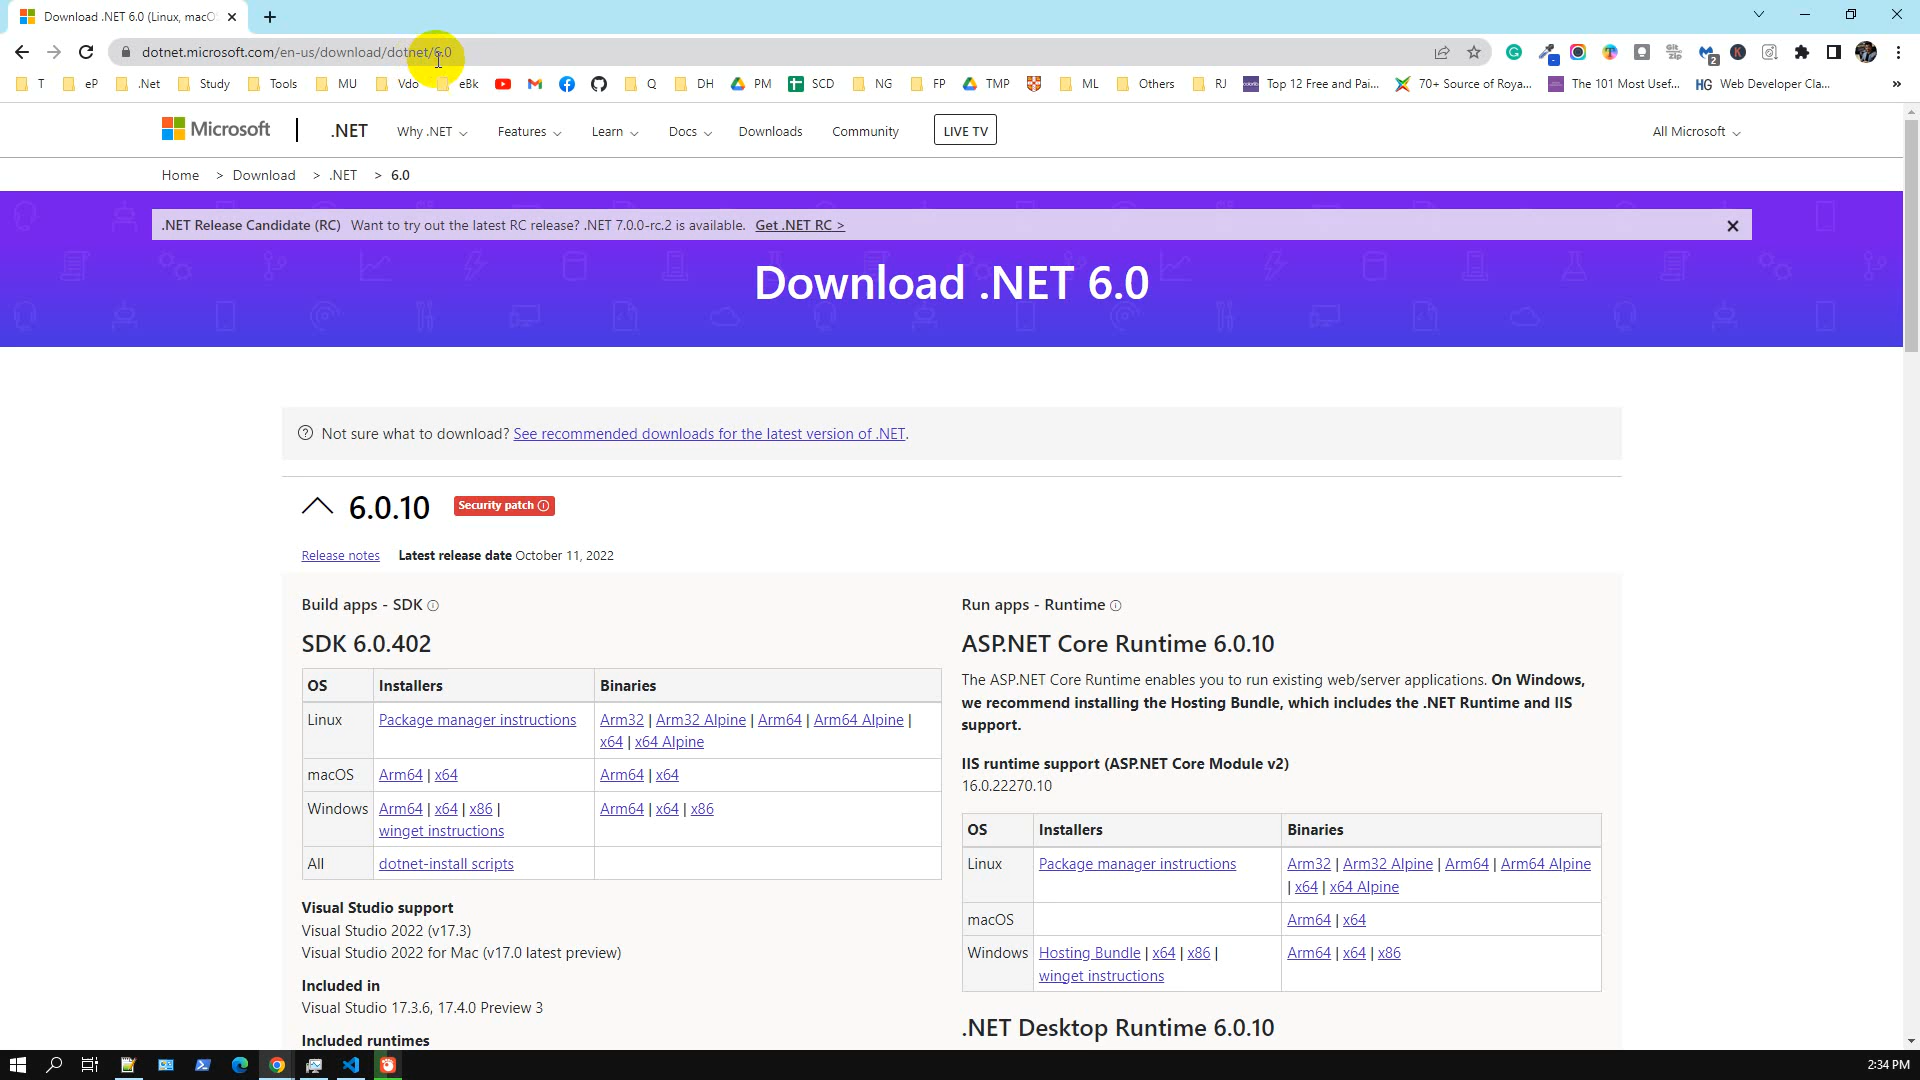 Download .NET 6.0 (Linux, macO
dotnet.microsoft.com/en-us/download/dotnet/6.0
T eP .Net Study Tools MU Vdo eBk Q DH PM SCD NG FP TMP ML Others RJ Top 12 Free and Pai... 70+ Source of Roya... The 101 Most Usef... HG Web Developer Cla... »
Microsoft .NET Why .NET Features Learn Docs Downloads Community LIVE TV All Microsoft
Home > Download > .NET > 6.0
.NET Release Candidate (RC) Want to try out the latest RC release? .NET 7.0.0-rc.2 is available. Get .NET RC >
Download .NET 6.0
Not sure what to download? See recommended downloads for the latest version of .NET.
6.0.10 Security patch
Release notes Latest release date October 11, 2022
Build apps - SDK
SDK 6.0.402
OS Installers Binaries
Linux Package manager instructions Arm32 | Arm32 Alpine | Arm64 | Arm64 Alpine |
x64 | x64 Alpine
macOS Arm64 | x64 Arm64 | x64
Windows Arm64 | x64 | x86 | Arm64 | x64 | x86
winget instructions
All dotnet-install scripts
Visual Studio support
Visual Studio 2022 (v17.3)
Visual Studio 2022 for Mac (v17.0 latest preview)
Included in
Visual Studio 17.3.6, 17.4.0 Preview 3
Included runtimes
Run apps - Runtime
ASP.NET Core Runtime 6.0.10
The ASP.NET Core Runtime enables you to run existing web/server applications. On Windows,
we recommend installing the Hosting Bundle, which includes the .NET Runtime and IIS
support.
IIS runtime support (ASP.NET Core Module v2)
16.0.22270.10
OS Installers Binaries
Linux Package manager instructions Arm32 | Arm32 Alpine | Arm64 | Arm64 Alpine
| x64 | x64 Alpine
macOS Arm64 | x64
Windows Hosting Bundle | x64 | x86 | Arm64 | x64 | x86
winget instructions
.NET Desktop Runtime 6.0.10
2:34 PM